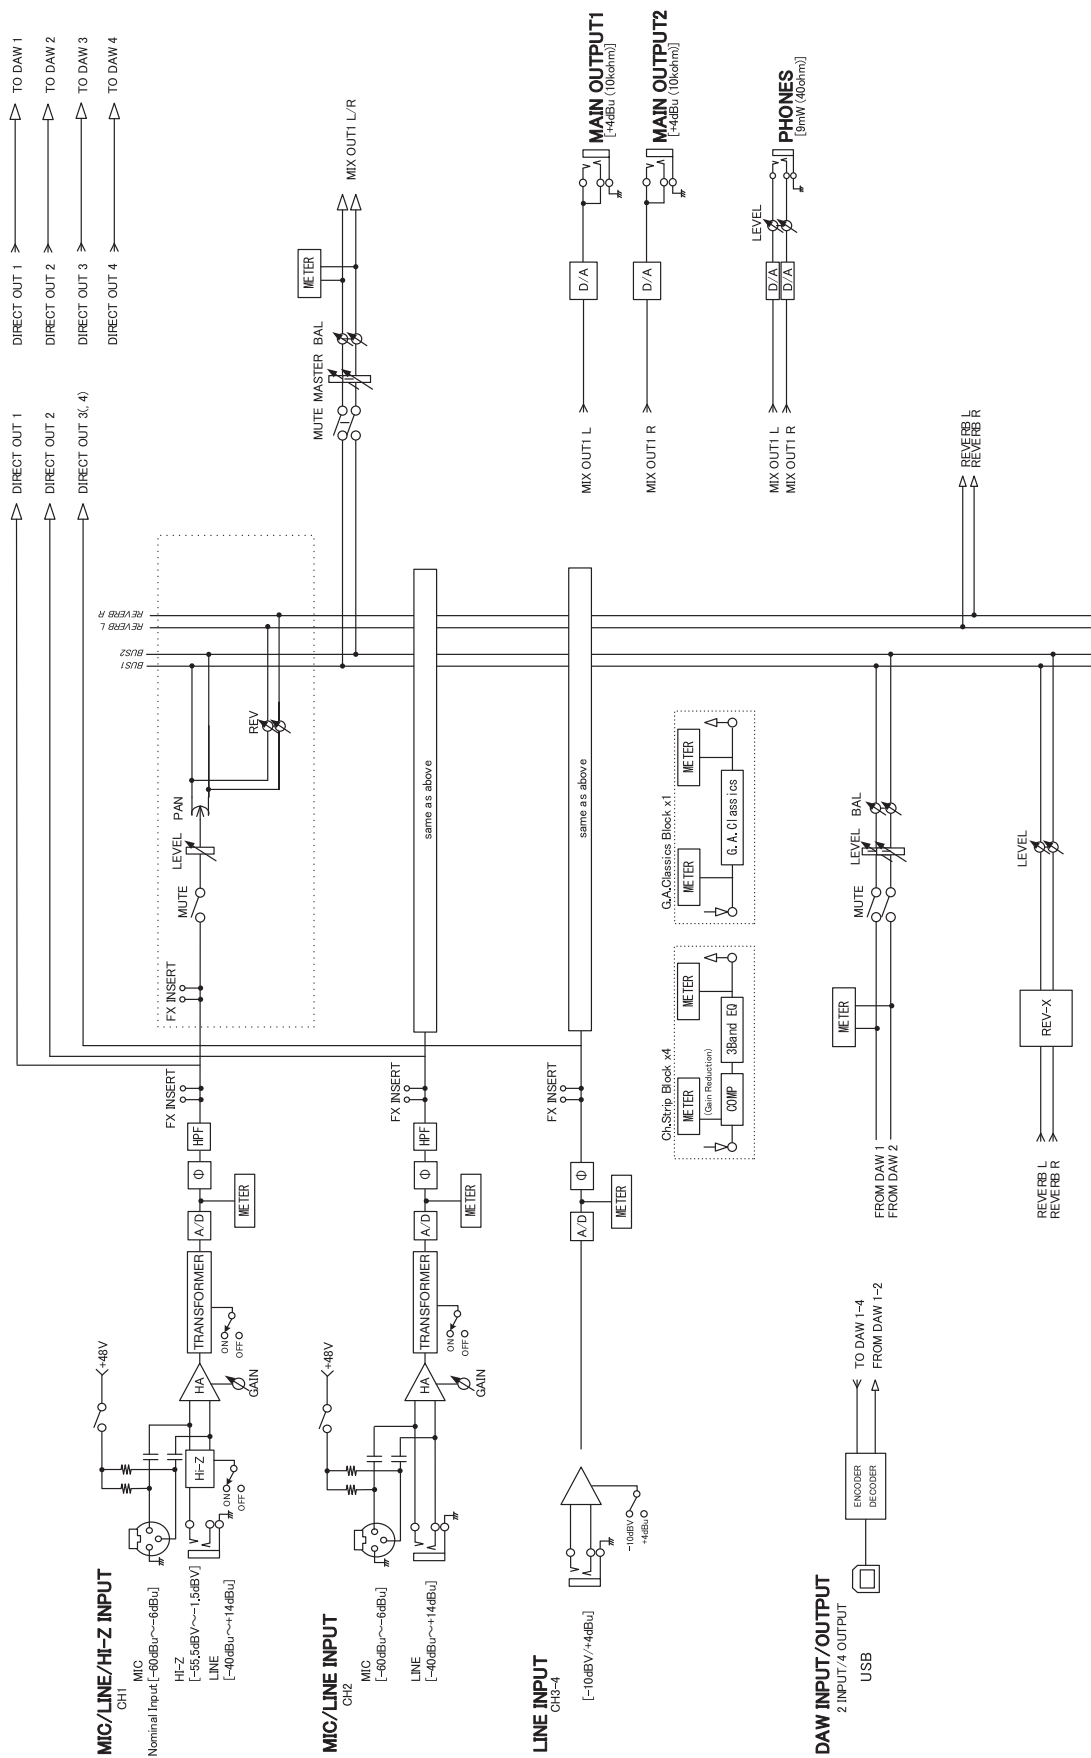 MIC/LINE/HI-Z INPUT
CH1
MIC
Nominal Input [-60dBu~-6dBu]
HI-Z
[-55.5dBV~-1.5dBV]
LINE
[-40dBu~+14dBu]
+48V
Hi-Z
ON
OFF
HA
GAIN
TRANSFORMER
ON
OFF
A/D
METER
Φ
HPF
FX INSERT
FX INSERT
MUTE
LEVEL
PAN
REV
BUS1
BUS2
REVERB L
REVERB R
DIRECT OUT 1
DIRECT OUT 2
DIRECT OUT 3(, 4)
DIRECT OUT 1
TO DAW 1
DIRECT OUT 2
TO DAW 2
DIRECT OUT 3
TO DAW 3
DIRECT OUT 4
TO DAW 4
MUTE
MASTER
BAL
METER
MIX OUT1 L/R
MIC/LINE INPUT
CH2
MIC
[-60dBu~-6dBu]
LINE
[-40dBu~+14dBu]
+48V
HA
GAIN
TRANSFORMER
ON
OFF
A/D
METER
Φ
HPF
FX INSERT
same as above
LINE INPUT
CH3-4
[-10dBV/+4dBu]
-10dBV
+4dBu
A/D
METER
Φ
FX INSERT
same as above
MIX OUT1 L
D/A
MAIN OUTPUT1
[+4dBu (10kohm)]
MIX OUT1 R
D/A
MAIN OUTPUT2
[+4dBu (10kohm)]
MIX OUT1 L
MIX OUT1 R
D/A
D/A
LEVEL
PHONES
[9mW (40ohm)]
Ch.Strip Block x4
METER
(Gain Reduction)
COMP
3Band EQ
METER
G.A.Classics Block x1
METER
G.A.Classics
METER
DAW INPUT/OUTPUT
2 INPUT/4 OUTPUT
USB
ENCODER
DECODER
TO DAW 1-4
FROM DAW 1-2
FROM DAW 1
FROM DAW 2
METER
MUTE
LEVEL
BAL
REVERB L
REVERB R
REVERB L
REVERB R
REV-X
LEVEL